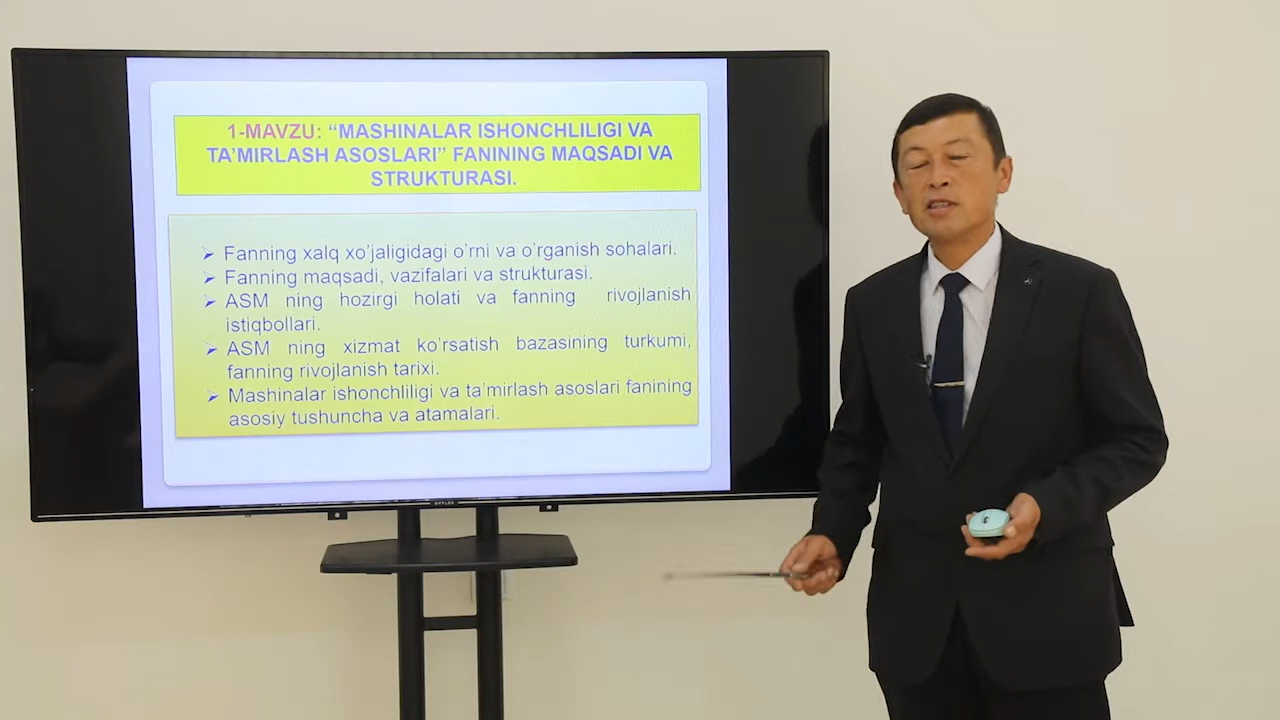 1-MAVZU: “MASHINALAR ISHONCHLILIGI VA
TA’MIRLASH ASOSLARI” FANINING MAQSADI VA
STRUKTURASI.
➢ Fanning xalq xo’jaligidagi o’rni va o’rganish sohalari.
➢ Fanning maqsadi, vazifalari va strukturasi.
➢ ASM ning hozirgi holati va fanning rivojlanish
istiqbollari.
➢ ASM ning xizmat ko’rsatish bazasining turkumi,
fanning rivojlanish tarixi.
➢ Mashinalar ishonchliligi va ta’mirlash asoslari fanining
asosiy tushuncha va atamalari.